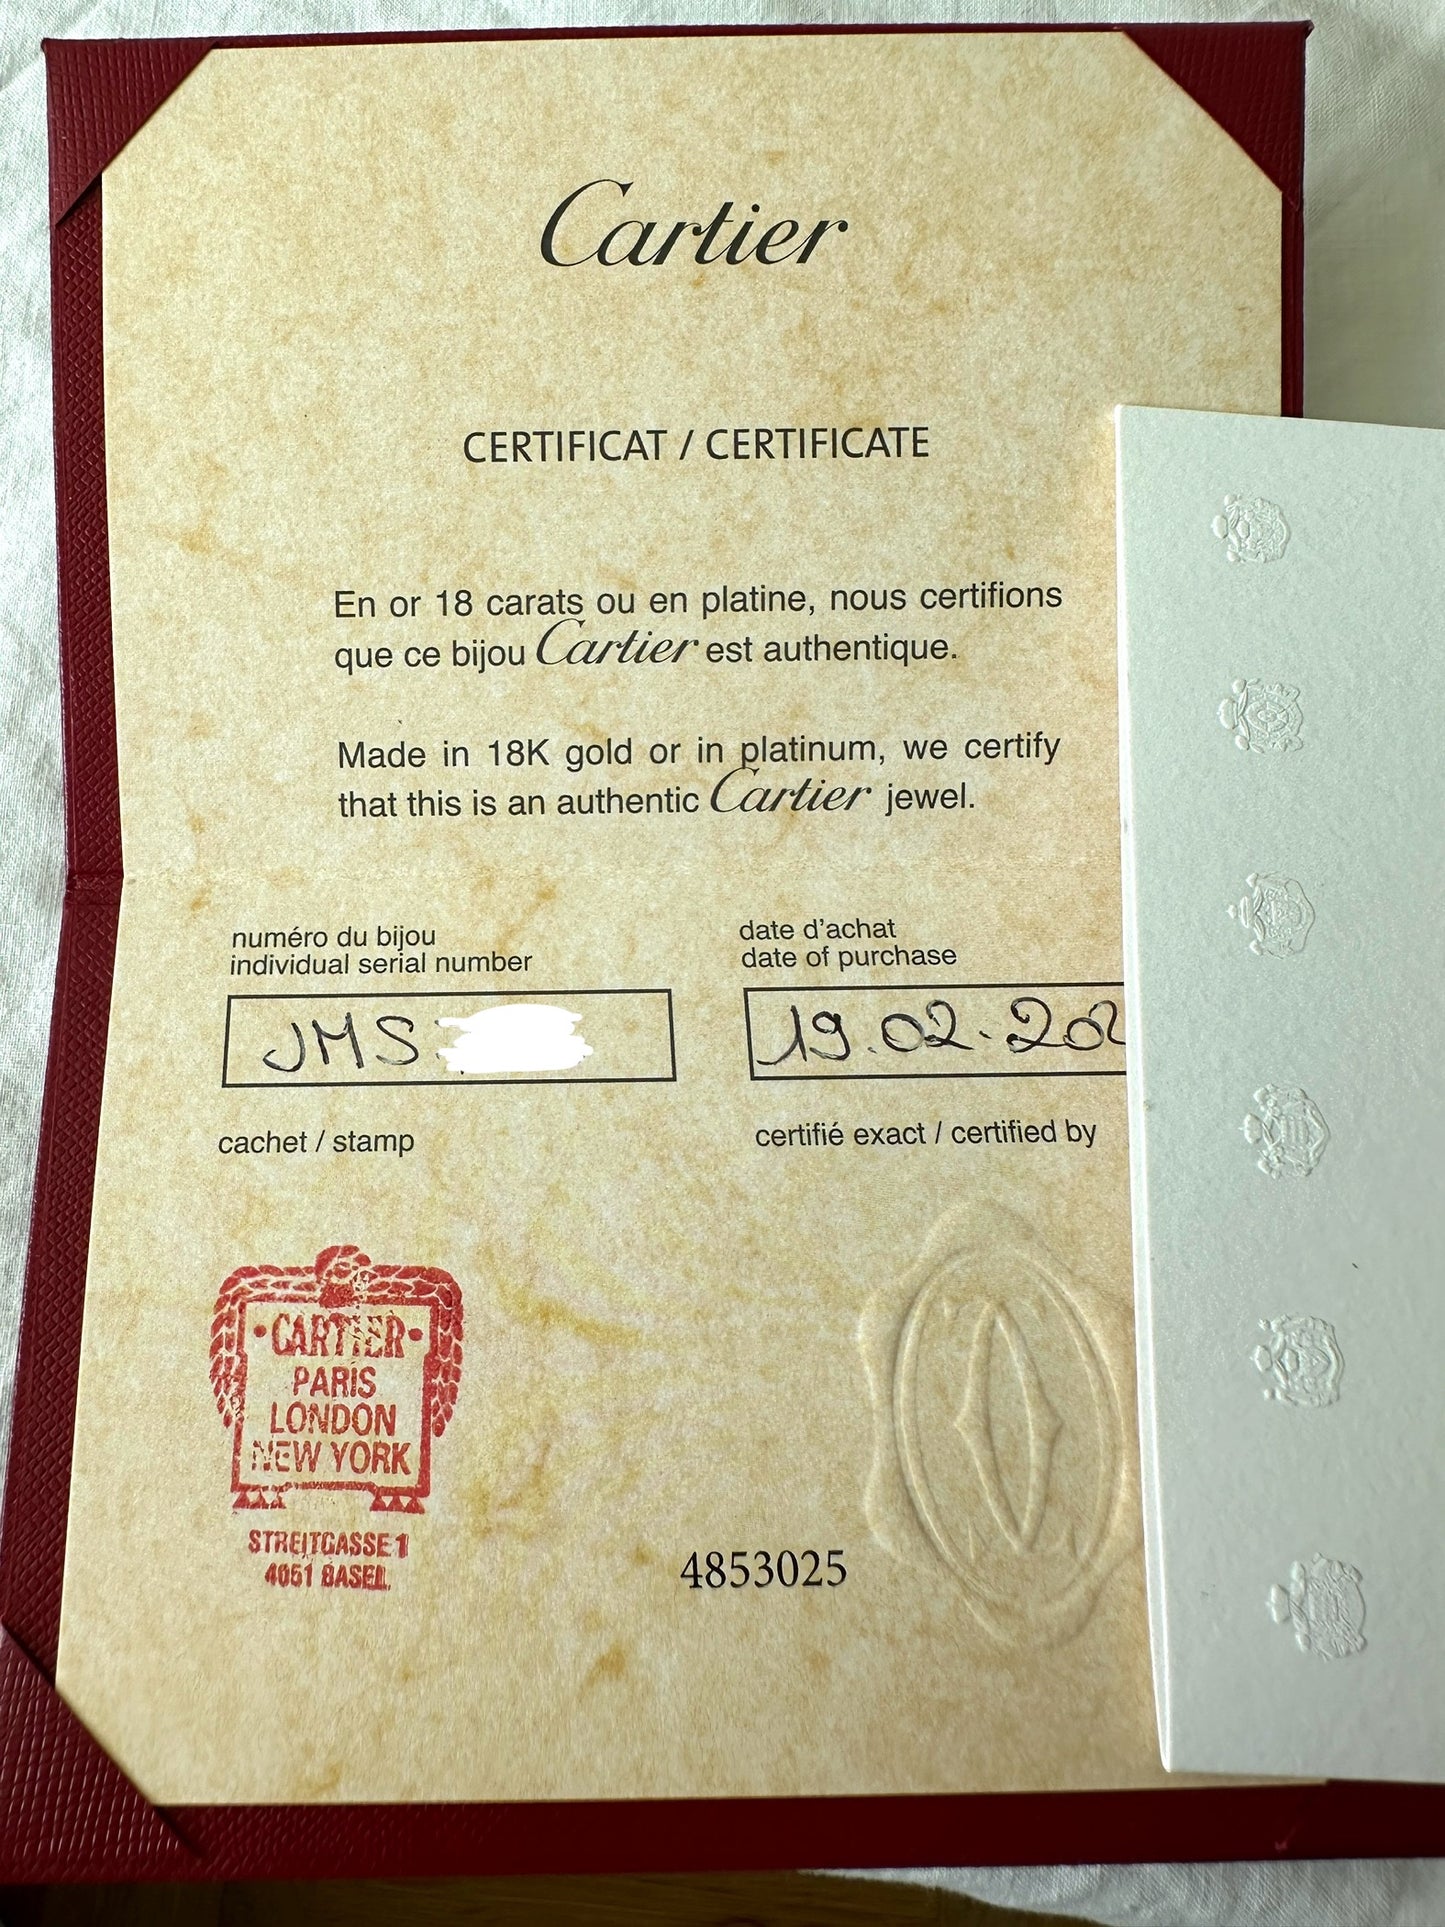 Cartier
CERTIFICAT / CERTIFICATE
En or 18 carats ou en platine, nous certifions
que ce bijou Cartier est authentique.
Made in 18K gold or in platinum, we certify
that this is an authentic Cartier jewel.
numéro du bijou
individual serial number
JMS
date d'achat
date of purchase
19.02.202
cachet / stamp
certifié exact / certified by
CARTIER
PARIS
LONDON
NEW YORK
STREITGASSE 1
4051 BASEL
4853025